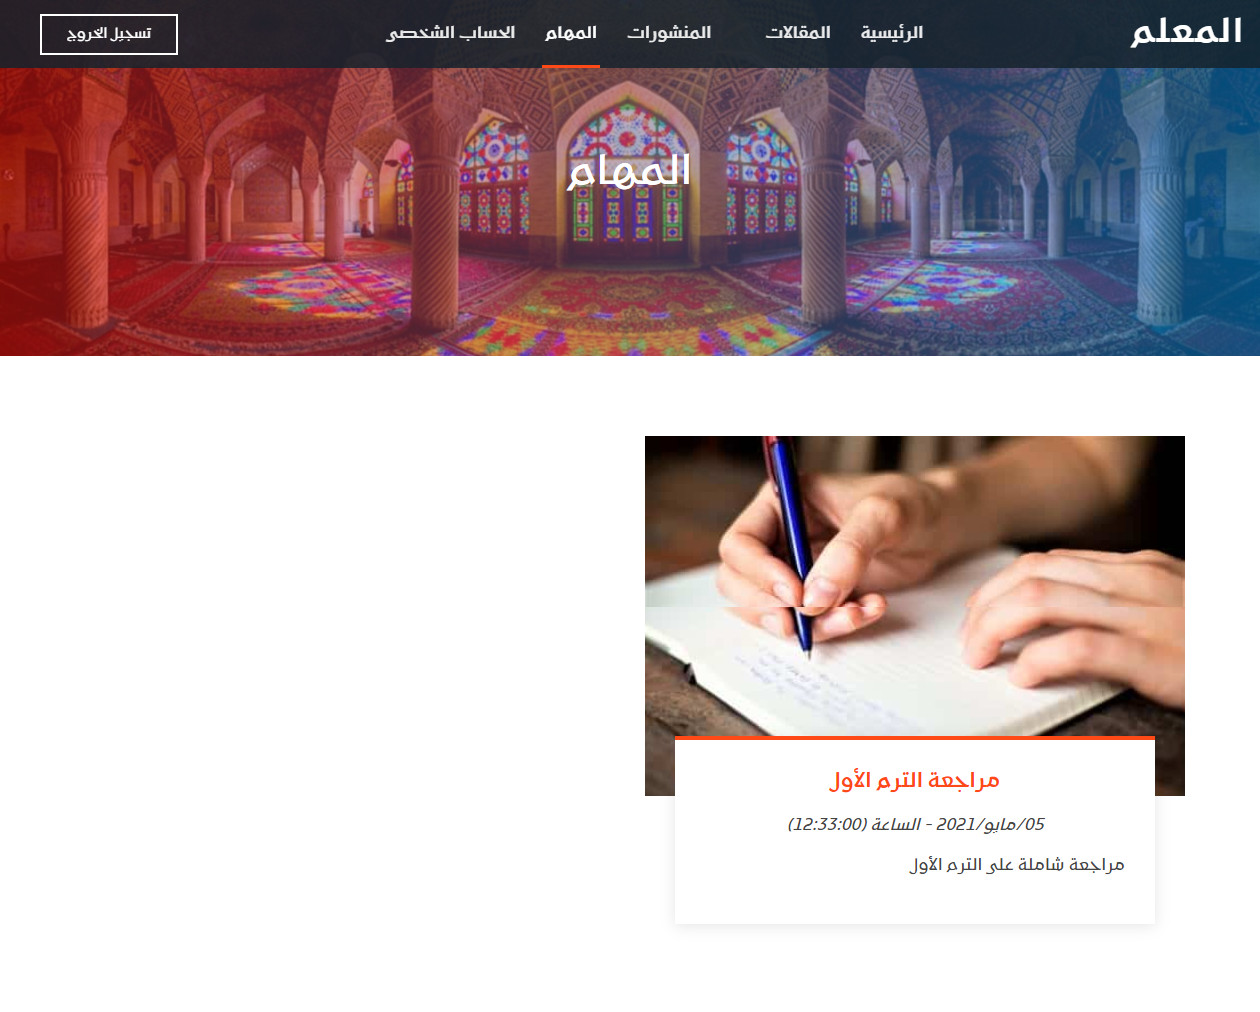 المعلم
الرئيسية
المقالات
المنشورات
المهام
الحساب الشخصى
تسجيل الخروج
المهام
مراجعة الترم الأول
05/مايو/2021 - الساعة (12:33:00)
مراجعة شاملة على الترم الأول